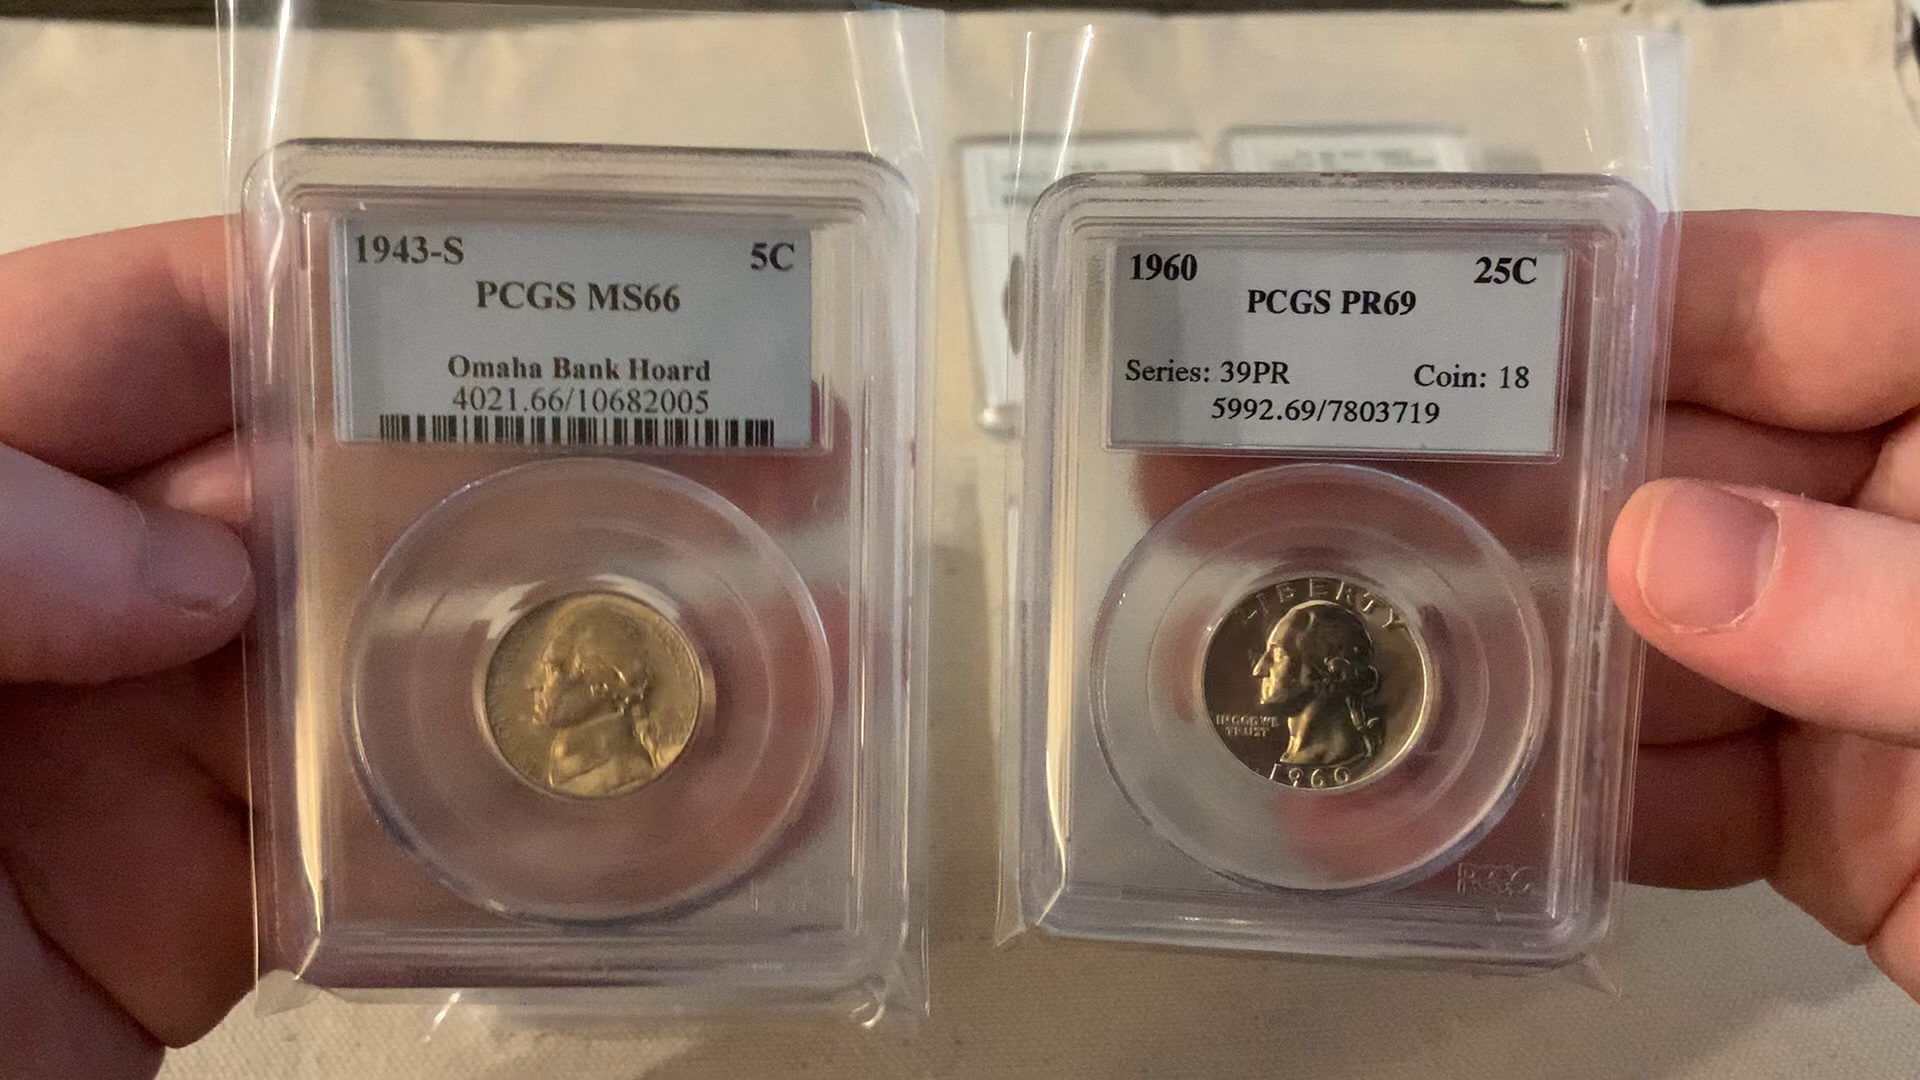 1943-S 5C
PCGS MS66
Omaha Bank Hoard
4021.66/10682005
1960 25C
PCGS PR69
Series: 39PR Coin: 18
5992.69/7803719
LIBERTY
IN GOD WE
TRUST
1960
PCGS